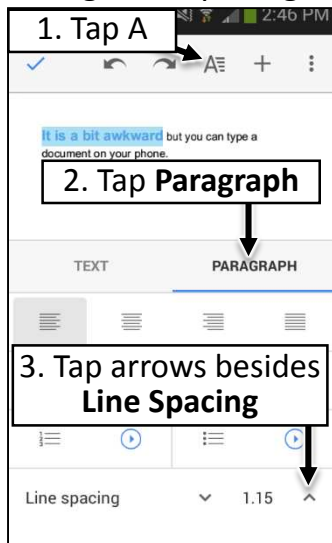 1. Tap A
2:46 PM
It is a bit awkward but you can type a
document on your phone.
2. Tap Paragraph
TEXT PARAGRAPH
3. Tap arrows besides
Line Spacing
Line spacing 1.15